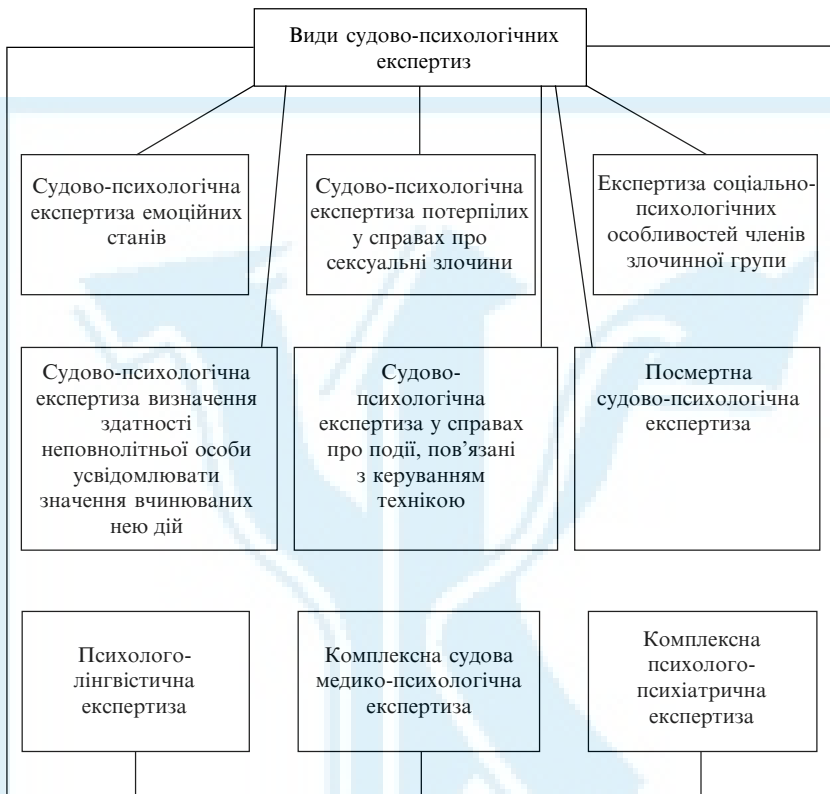 Види судово-психологічних
експертиз
Судово-психологічна
експертиза емоційних
станів
Судово-психологічна
експертиза потерпілих
у справах про
сексуальні злочини
Експертиза соціально-
психологічних
особливостей членів
злочинної групи
Судово-психологічна
експертиза визначення
здатності
неповнолітньої особи
усвідомлювати
значення вчинюваних
нею дій
Судово-
психологічна
експертиза у справах
про події, пов’язані
з керуванням
технікою
Посмертна
судово-психологічна
експертиза
Психолого-
лінгвістична
експертиза
Комплексна судова
медико-психологічна
експертиза
Комплексна
психолого-
психіатрична
експертиза